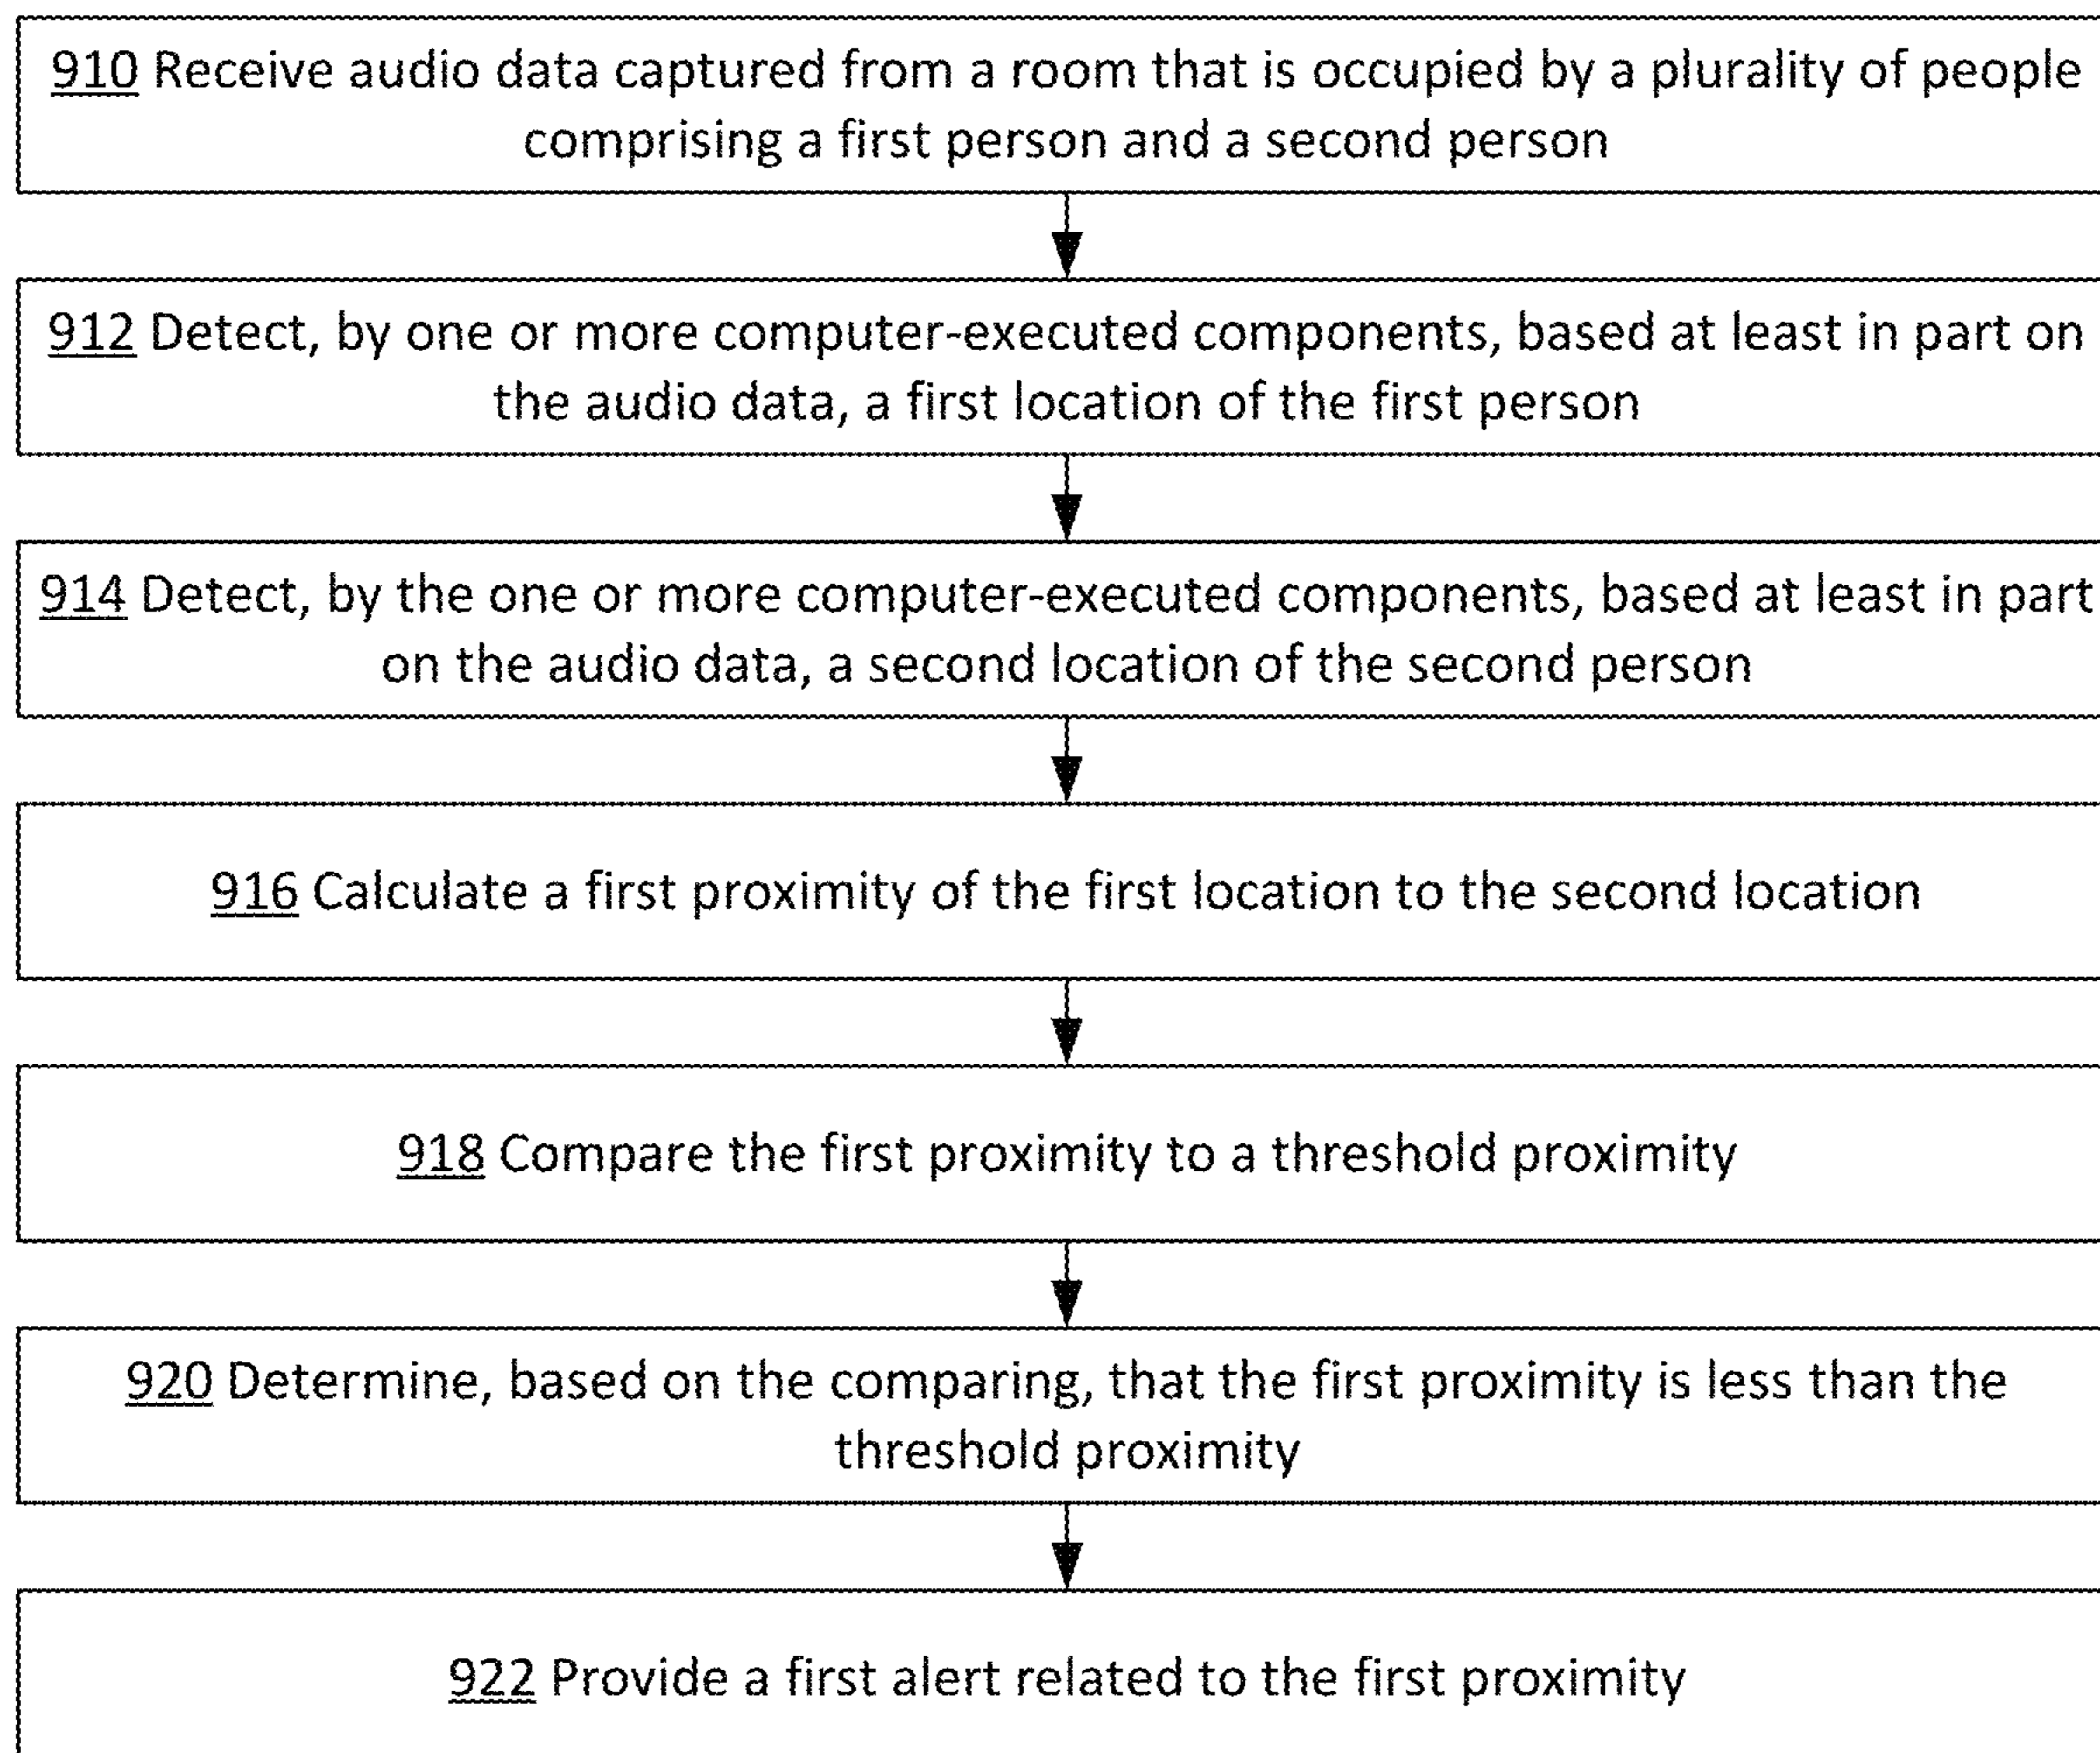 910 Receive audio data captured from a room that is occupied by a plurality of people
comprising a first person and a second person
912 Detect, by one or more computer-executed components, based at least in part on
the audio data, a first location of the first person
914 Detect, by the one or more computer-executed components, based at least in part
on the audio data, a second location of the second person
916 Calculate a first proximity of the first location to the second location
918 Compare the first proximity to a threshold proximity
920 Determine, based on the comparing, that the first proximity is less than the
threshold proximity
922 Provide a first alert related to the first proximity